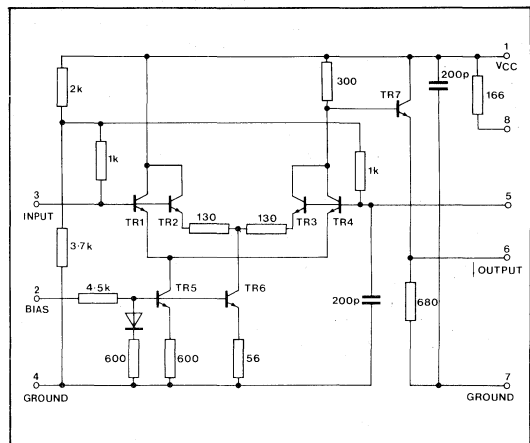 1
VCC
2k
300
TR7
200p
166
8
1k
1k
3
INPUT
TR1
TR2
130
130
TR3
TR4
5
3·7k
6
OUTPUT
2
BIAS
4·5k
TR5
TR6
200p
680
600
600
56
4
GROUND
7
GROUND